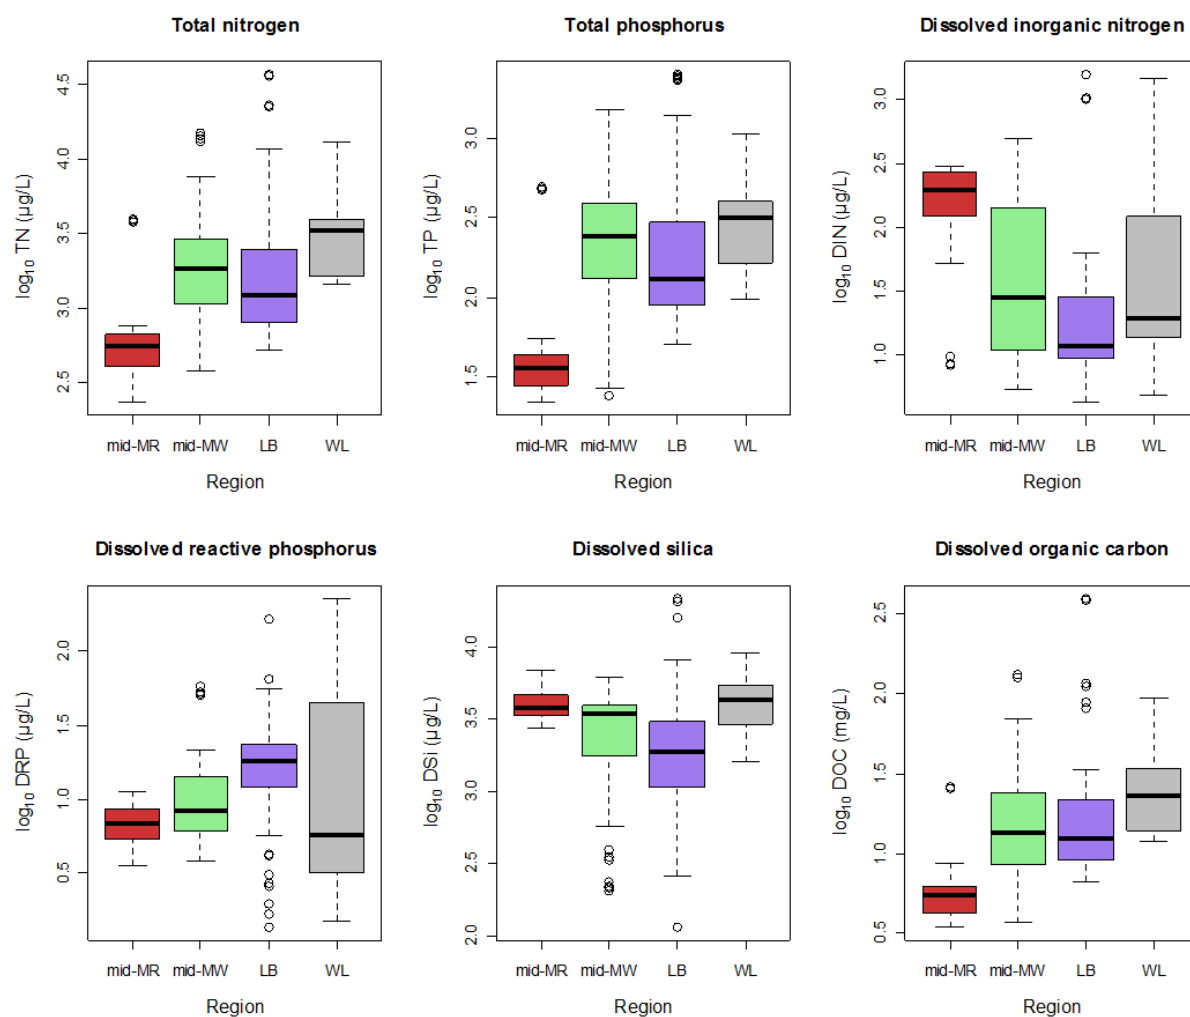 Total nitrogen
log10 TN (µg/L)
4.5
4.0
3.5
3.0
2.5
mid-MR mid-MW LB WL
Region
Total phosphorus
log10 TP (µg/L)
3.0
2.5
2.0
1.5
mid-MR mid-MW LB WL
Region
Dissolved inorganic nitrogen
log10 DIN (µg/L)
3.0
2.5
2.0
1.5
1.0
mid-MR mid-MW LB WL
Region
Dissolved reactive phosphorus
log10 DRP (µg/L)
2.0
1.5
1.0
0.5
mid-MR mid-MW LB WL
Region
Dissolved silica
log10 DSi (µg/L)
4.0
3.5
3.0
2.5
2.0
mid-MR mid-MW LB WL
Region
Dissolved organic carbon
log10 DOC (mg/L)
2.5
2.0
1.5
1.0
0.5
mid-MR mid-MW LB WL
Region